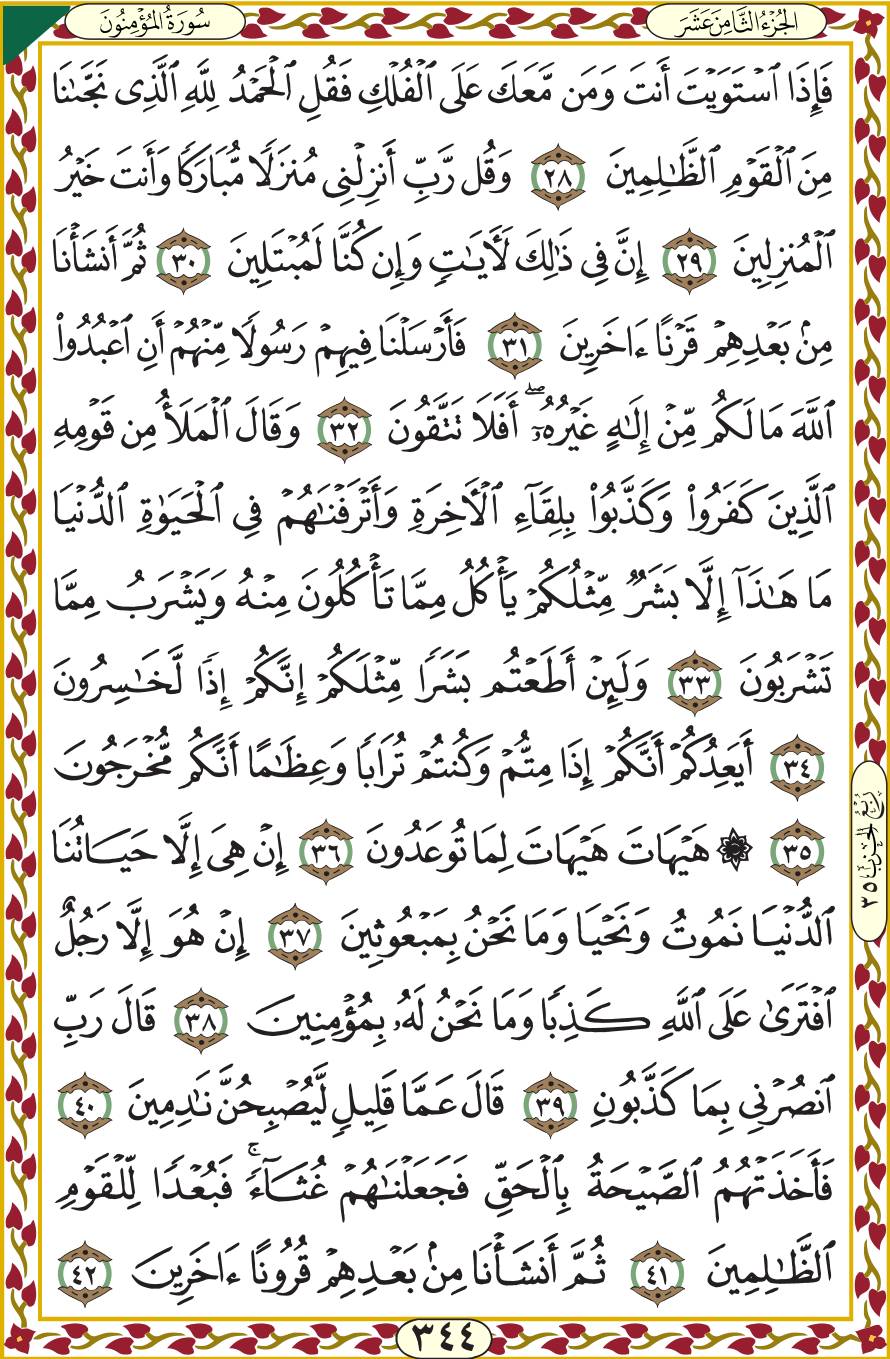 سُورَةُ المُؤْمِنُونَ
الجُزْءُ الثَّامِنَ عَشَرَ
فَإِذَا ٱسْتَوَيْتَ أَنتَ وَمَن مَّعَكَ عَلَى ٱلْفُلْكِ فَقُلِ ٱلْحَمْدُ لِلَّهِ ٱلَّذِى نَجَّىٰنَا
مِنَ ٱلْقَوْمِ ٱلظَّٰلِمِينَ ٢٨ وَقُل رَّبِّ أَنزِلْنِى مُنزَلًا مُّبَارَكًا وَأَنتَ خَيْرُ
ٱلْمُنزِلِينَ ٢٩ إِنَّ فِى ذَٰلِكَ لَـَٔايَٰتٍ وَإِن كُنَّا لَمُبْتَلِينَ ٣٠ ثُمَّ أَنشَأْنَا
مِنۢ بَعْدِهِمْ قَرْنًا ءَاخَرِينَ ٣١ فَأَرْسَلْنَا فِيهِمْ رَسُولًا مِّنْهُمْ أَنِ ٱعْبُدُوا۟
ٱللَّهَ مَا لَكُم مِّنْ إِلَٰهٍ غَيْرُهُۥٓ ۖ أَفَلَا تَتَّقُونَ ٣٢ وَقَالَ ٱلْمَلَأُ مِن قَوْمِهِ
ٱلَّذِينَ كَفَرُوا۟ وَكَذَّبُوا۟ بِلِقَآءِ ٱلْـَٔاخِرَةِ وَأَتْرَفْنَٰهُمْ فِى ٱلْحَيَوٰةِ ٱلدُّنْيَا
مَا هَٰذَآ إِلَّا بَشَرٌ مِّثْلُكُمْ يَأْكُلُ مِمَّا تَأْكُلُونَ مِنْهُ وَيَشْرَبُ مِمَّا
تَشْرَبُونَ ٣٣ وَلَئِنْ أَطَعْتُم بَشَرًا مِّثْلَكُمْ إِنَّكُمْ إِذًا لَّخَٰسِرُونَ
٣٤ أَيَعِدُكُمْ أَنَّكُمْ إِذَا مِتُّمْ وَكُنتُمْ تُرَابًا وَعِظَٰمًا أَنَّكُم مُّخْرَجُونَ
٣٥ ۞ هَيْهَاتَ هَيْهَاتَ لِمَا تُوعَدُونَ ٣٦ إِنْ هِىَ إِلَّا حَيَاتُنَا
ٱلدُّنْيَا نَمُوتُ وَنَحْيَا وَمَا نَحْنُ بِمَبْعُوثِينَ ٣٧ إِنْ هُوَ إِلَّا رَجُلٌ
ٱفْتَرَىٰ عَلَى ٱللَّهِ كَذِبًا وَمَا نَحْنُ لَهُۥ بِمُؤْمِنِينَ ٣٨ قَالَ رَبِّ
ٱنصُرْنِى بِمَا كَذَّبُونِ ٣٩ قَالَ عَمَّا قَلِيلٍ لَّيُصْبِحُنَّ نَٰدِمِينَ ٤٠
فَأَخَذَتْهُمُ ٱلصَّيْحَةُ بِٱلْحَقِّ فَجَعَلْنَٰهُمْ غُثَآءً ۚ فَبُعْدًا لِّلْقَوْمِ
ٱلظَّٰلِمِينَ ٤١ ثُمَّ أَنشَأْنَا مِنۢ بَعْدِهِمْ قُرُونًا ءَاخَرِينَ ٤٢
رُبْعُ الحِزْب ٣٥
٣٤٤